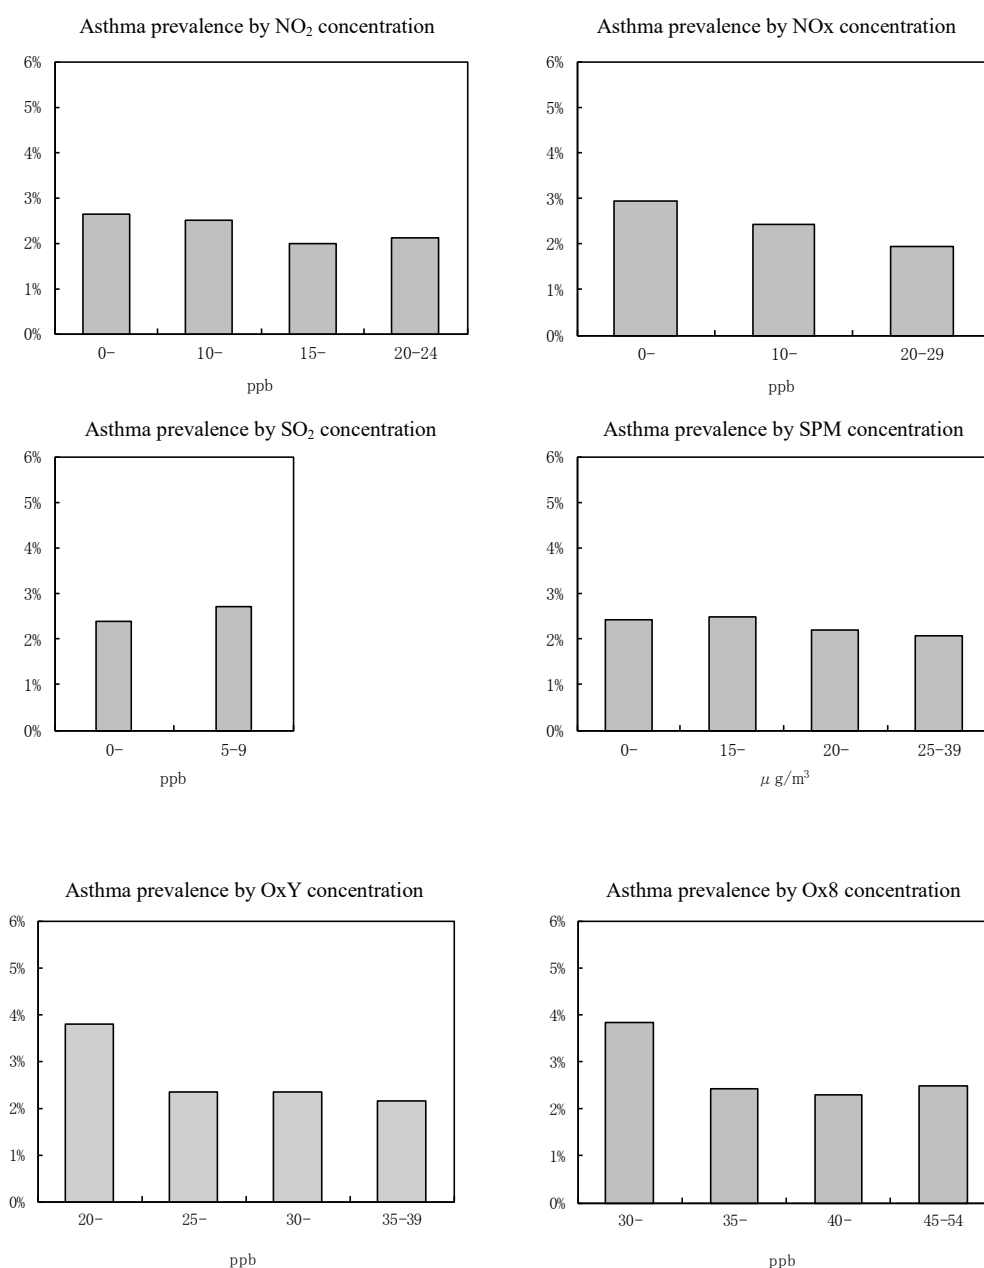 Asthma prevalence by NO₂ concentration
6%
5%
4%
3%
2%
1%
0%
0- 10- 15- 20-24
ppb
Asthma prevalence by NOx concentration
6%
5%
4%
3%
2%
1%
0%
0- 10- 20-29
ppb
Asthma prevalence by SO₂ concentration
6%
5%
4%
3%
2%
1%
0%
0- 5-9
ppb
Asthma prevalence by SPM concentration
6%
5%
4%
3%
2%
1%
0%
0- 15- 20- 25-39
μ g/m³
Asthma prevalence by OxY concentration
6%
5%
4%
3%
2%
1%
0%
20- 25- 30- 35-39
ppb
Asthma prevalence by Ox8 concentration
6%
5%
4%
3%
2%
1%
0%
30- 35- 40- 45-54
ppb